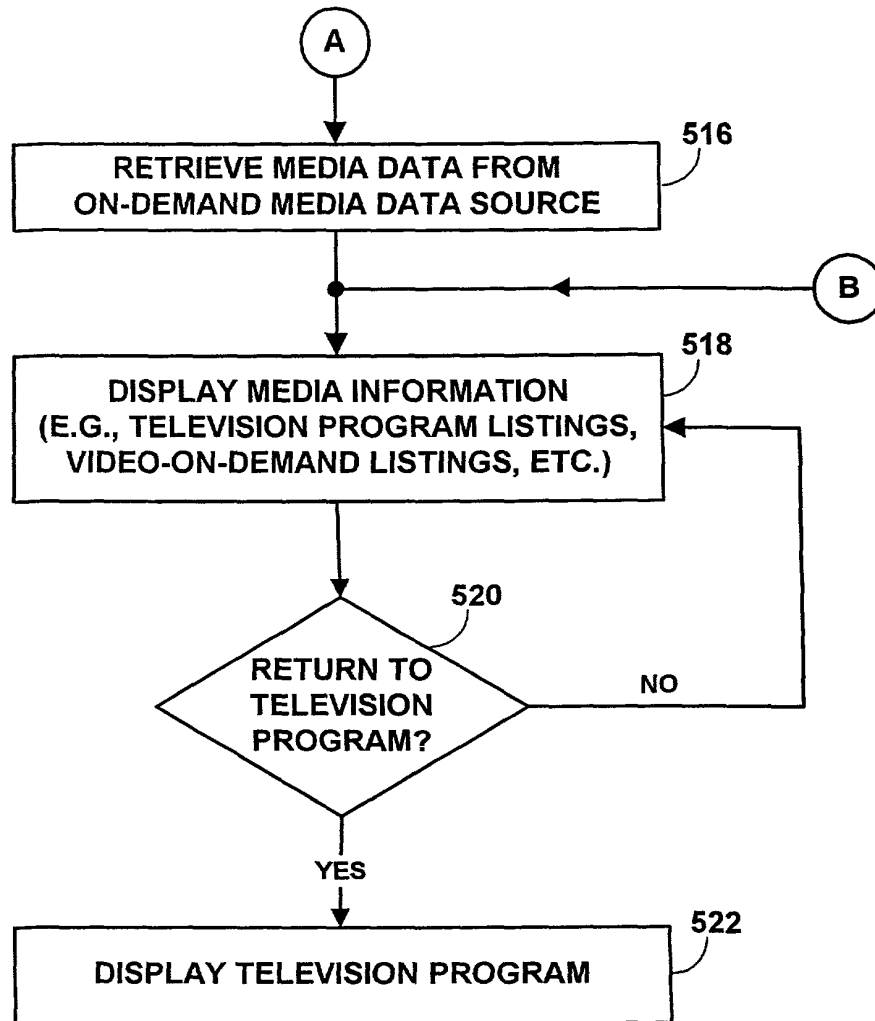 A
516
RETRIEVE MEDIA DATA FROM
ON-DEMAND MEDIA DATA SOURCE
B
518
DISPLAY MEDIA INFORMATION
(E.G., TELEVISION PROGRAM LISTINGS,
VIDEO-ON-DEMAND LISTINGS, ETC.)
520
RETURN TO
TELEVISION
PROGRAM?
NO
YES
522
DISPLAY TELEVISION PROGRAM